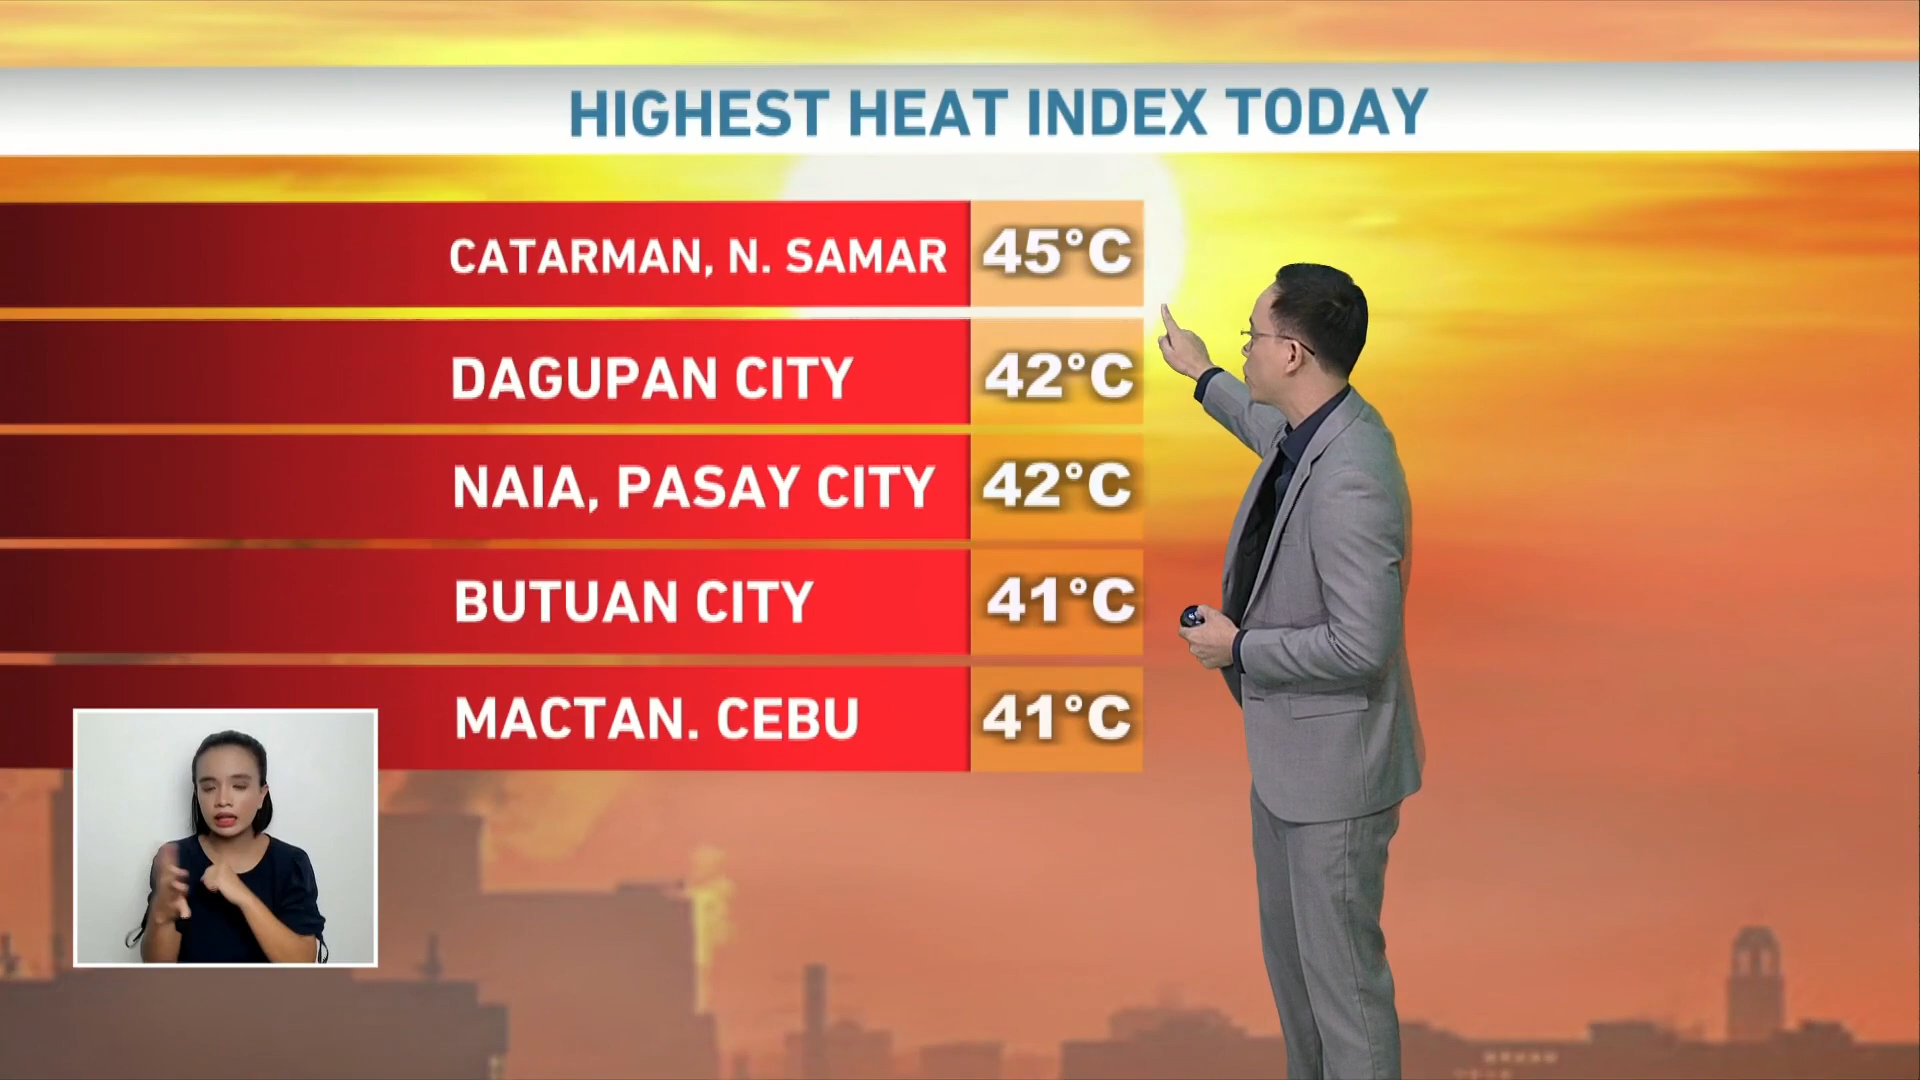 HIGHEST HEAT INDEX TODAY
CATARMAN, N. SAMAR 45°C
DAGUPAN CITY 42°C
NAIA, PASAY CITY 42°C
BUTUAN CITY 41°C
MACTAN. CEBU 41°C